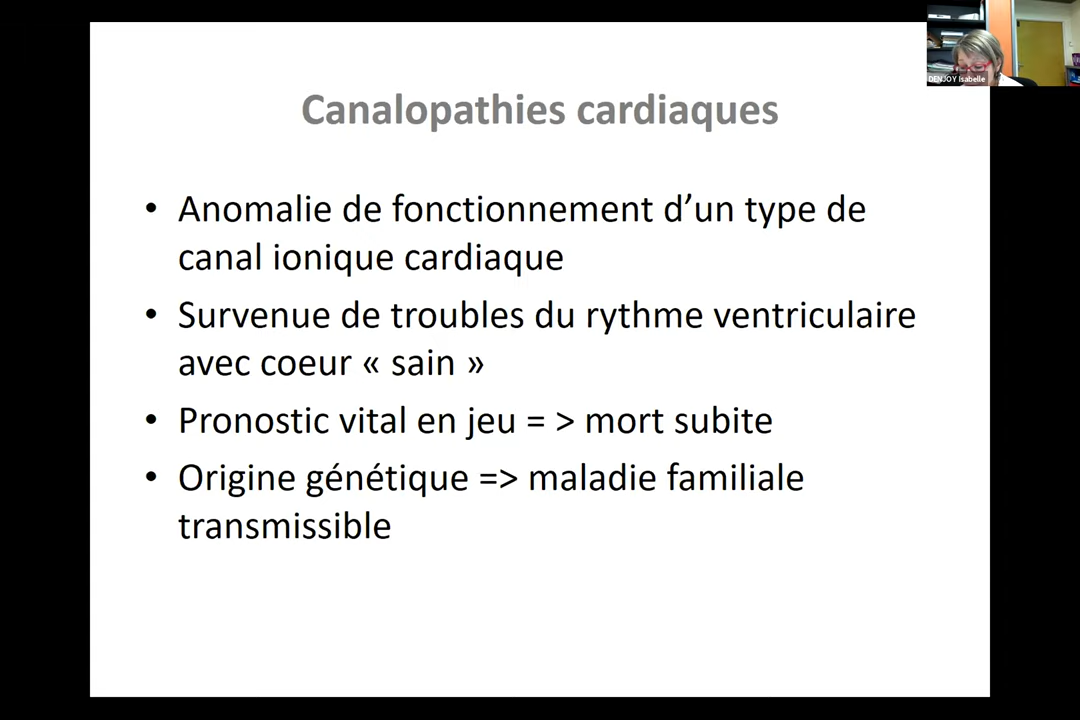 DENJOY Isabelle
Canalopathies cardiaques
• Anomalie de fonctionnement d’un type de
canal ionique cardiaque
• Survenue de troubles du rythme ventriculaire
avec coeur « sain »
• Pronostic vital en jeu = > mort subite
• Origine génétique => maladie familiale
transmissible